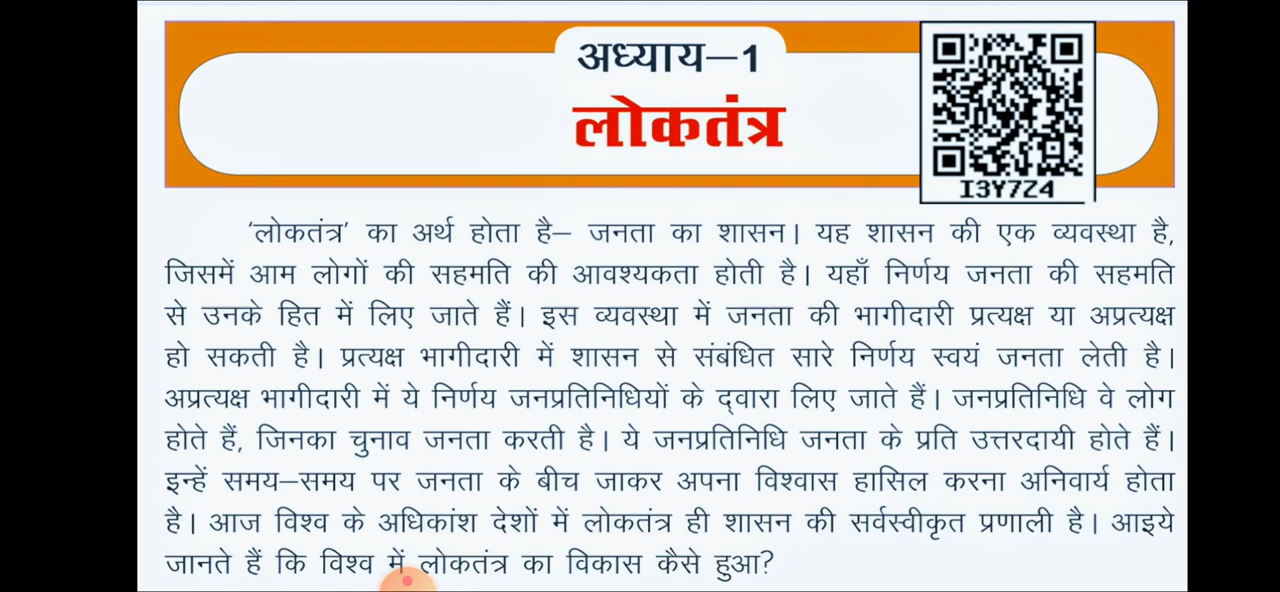 अध्याय–1
लोकतंत्र
I3Y7Z4
‘लोकतंत्र’ का अर्थ होता है– जनता का शासन। यह शासन की एक व्यवस्था है,
जिसमें आम लोगों की सहमति की आवश्यकता होती है। यहाँ निर्णय जनता की सहमति
से उनके हित में लिए जाते हैं। इस व्यवस्था में जनता की भागीदारी प्रत्यक्ष या अप्रत्यक्ष
हो सकती है। प्रत्यक्ष भागीदारी में शासन से संबंधित सारे निर्णय स्वयं जनता लेती है।
अप्रत्यक्ष भागीदारी में ये निर्णय जनप्रतिनिधियों के द्वारा लिए जाते हैं। जनप्रतिनिधि वे लोग
होते हैं, जिनका चुनाव जनता करती है। ये जनप्रतिनिधि जनता के प्रति उत्तरदायी होते हैं।
इन्हें समय–समय पर जनता के बीच जाकर अपना विश्वास हासिल करना अनिवार्य होता
है। आज विश्व के अधिकांश देशों में लोकतंत्र ही शासन की सर्वस्वीकृत प्रणाली है। आइये
जानते हैं कि विश्व में लोकतंत्र का विकास कैसे हुआ?